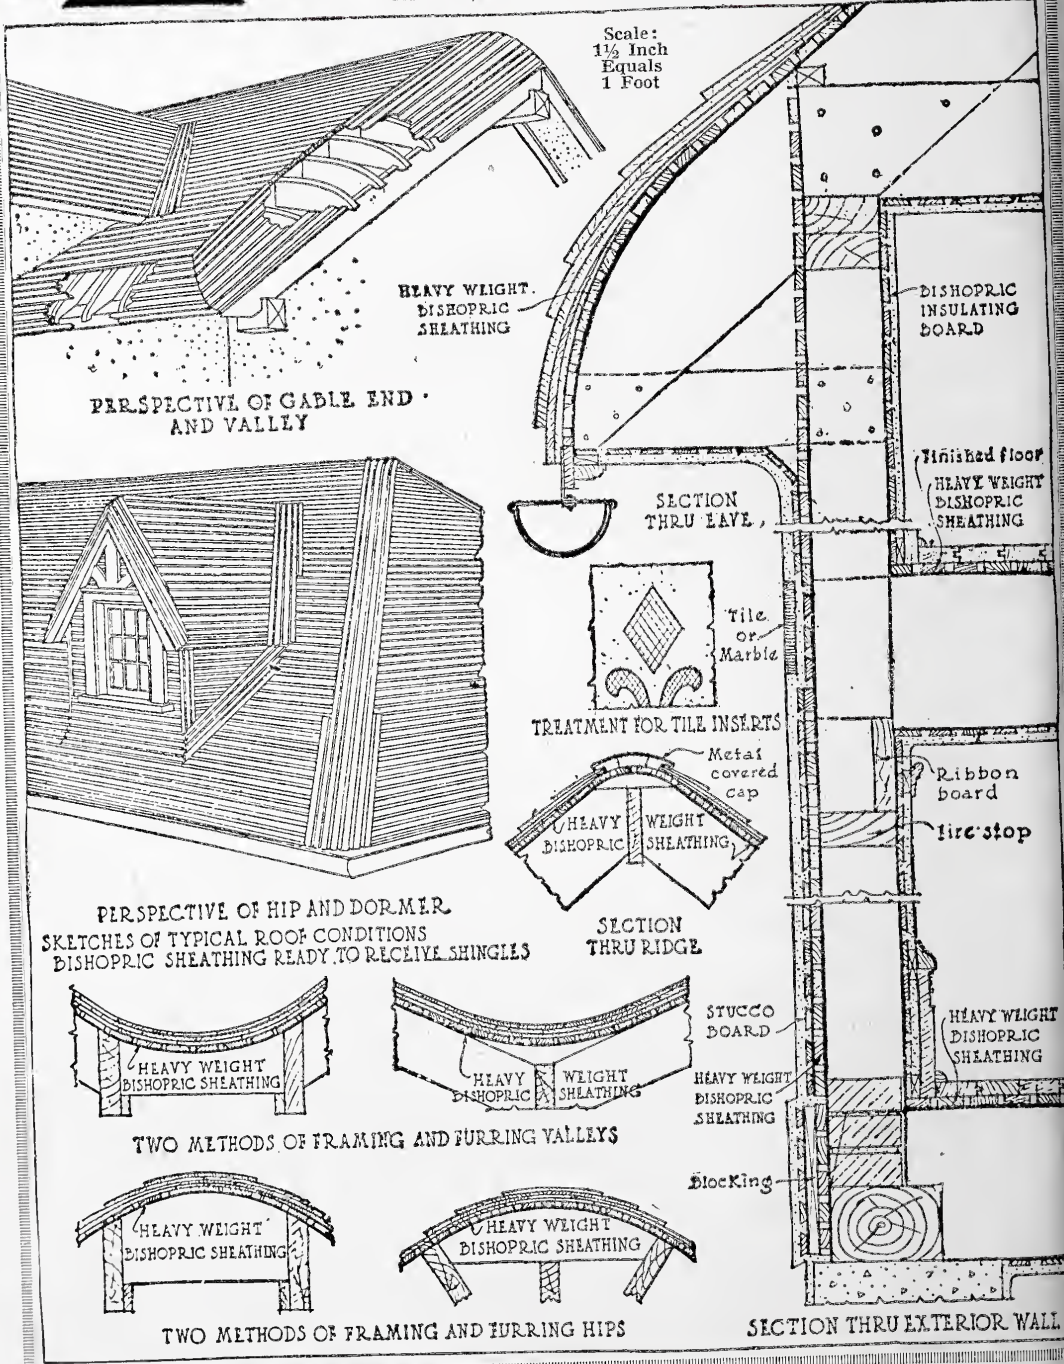 Scale:
1½ Inch
Equals
1 Foot
HEAVY WEIGHT
BISHOPRIC
SHEATHING
PERSPECTIVE OF GABLE END
AND VALLEY
BISHOPRIC
INSULATING
BOARD
Finished floor
HEAVY WEIGHT
BISHOPRIC
SHEATHING
SECTION
THRU EAVE
Tile
or
Marble
TREATMENT FOR TILE INSERTS
Metal
covered
cap
HEAVY WEIGHT
BISHOPRIC SHEATHING
Ribbon
board
Fire stop
PERSPECTIVE OF HIP AND DORMER
SKETCHES OF TYPICAL ROOF CONDITIONS
BISHOPRIC SHEATHING READY TO RECEIVE SHINGLES
SECTION
THRU RIDGE
HEAVY WEIGHT
BISHOPRIC SHEATHING
HEAVY WEIGHT
BISHOPRIC SHEATHING
STUCCO
BOARD
HEAVY WEIGHT
BISHOPRIC
SHEATHING
HEAVY WEIGHT
BISHOPRIC
SHEATHING
TWO METHODS OF FRAMING AND FURRING VALLEYS
Blocking
HEAVY WEIGHT
BISHOPRIC SHEATHING
HEAVY WEIGHT
BISHOPRIC SHEATHING
TWO METHODS OF FRAMING AND FURRING HIPS
SECTION THRU EXTERIOR WALL